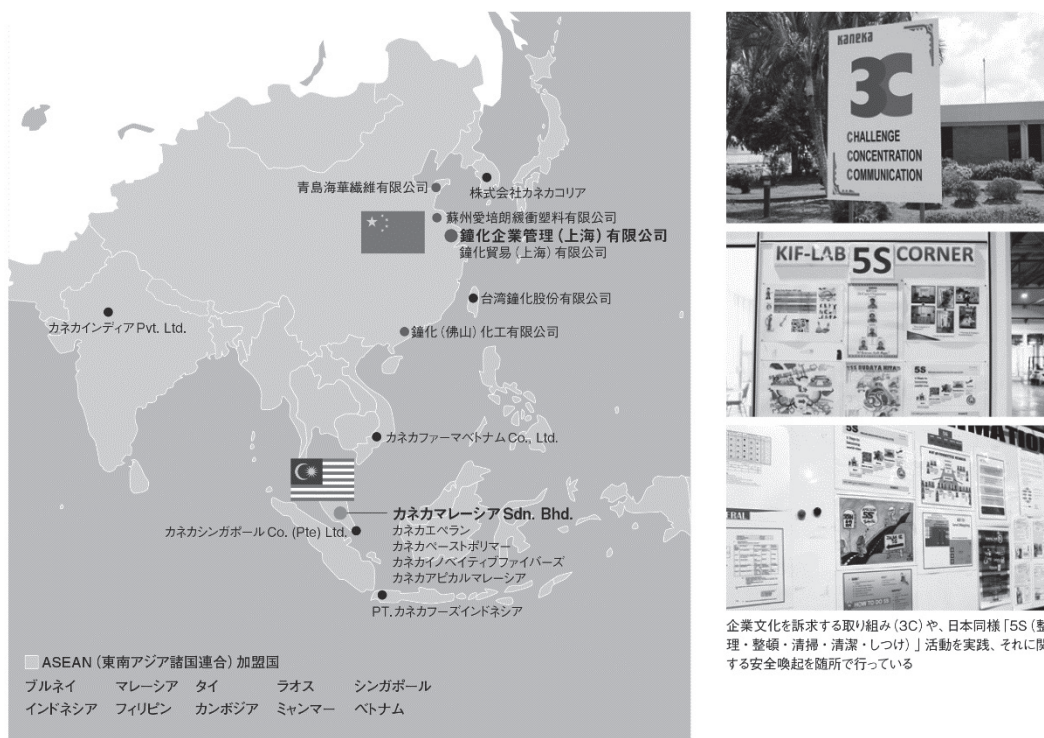 青島海華繊維有限公司
株式会社カネカコリア
蘇州愛培朗緩衝塑料有限公司
鐘化企業管理（上海）有限公司
鐘化貿易（上海）有限公司
台湾鐘化股份有限公司
カネカインディアPvt. Ltd.
鐘化（佛山）化工有限公司
カネカファーマベトナムCo., Ltd.
カネカマレーシアSdn. Bhd.
カネカシンガポールCo. (Pte) Ltd.
カネカエペラン
カネカペーストポリマー
カネカイノベイティブファイバーズ
カネカアピカルマレーシア
PT.カネカフーズインドネシア
ASEAN（東南アジア諸国連合）加盟国
ブルネイ マレーシア タイ ラオス シンガポール
インドネシア フィリピン カンボジア ミャンマー ベトナム
kaneka
3C
CHALLENGE
CONCENTRATION
COMMUNICATION
KIF-LAB 5S CORNER
5S
5S
5S
企業文化を訴求する取り組み（3C）や、日本同様「5S（整
理・整頓・清掃・清潔・しつけ）」活動を実践、それに関
する安全喚起を随所で行っている